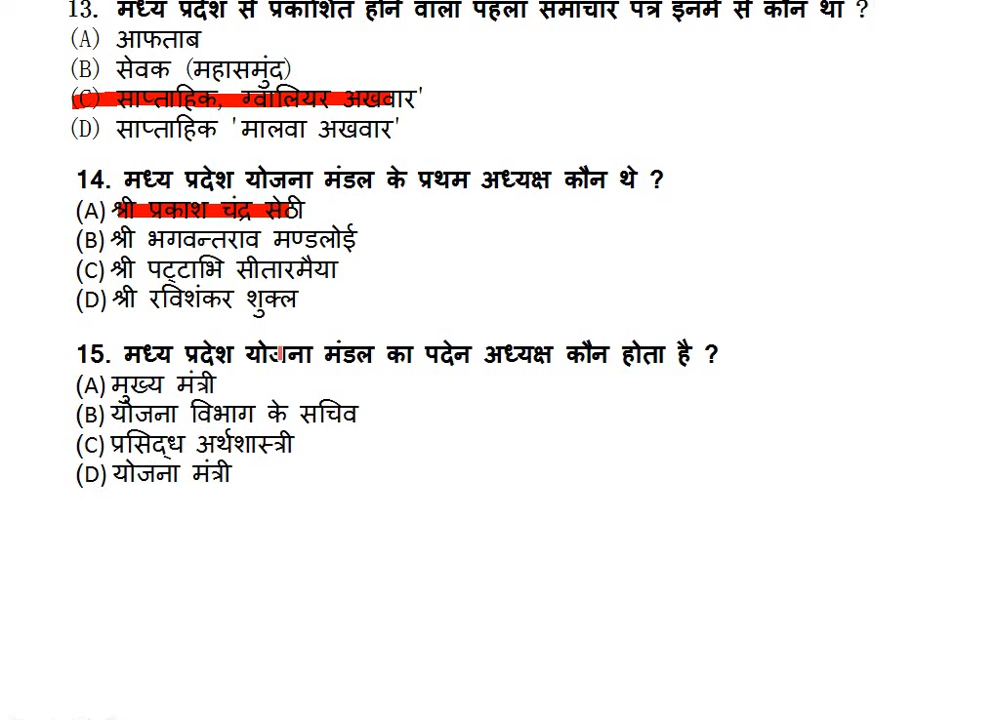 13. मध्य प्रदेश से प्रकाशित होने वाला पहला समाचार पत्र इनमें से कौन था ?
(A) आफताब
(B) सेवक (महासमुंद)
(C) साप्ताहिक, ग्वालियर अखवार'
(D) साप्ताहिक 'मालवा अखवार'
14. मध्य प्रदेश योजना मंडल के प्रथम अध्यक्ष कौन थे ?
(A) श्री प्रकाश चंद्र सेठी
(B) श्री भगवन्तराव मण्डलोई
(C) श्री पट्टाभि सीतारमैया
(D) श्री रविशंकर शुक्ल
15. मध्य प्रदेश योजना मंडल का पदेन अध्यक्ष कौन होता है ?
(A) मुख्य मंत्री
(B) योजना विभाग के सचिव
(C) प्रसिद्ध अर्थशास्त्री
(D) योजना मंत्री